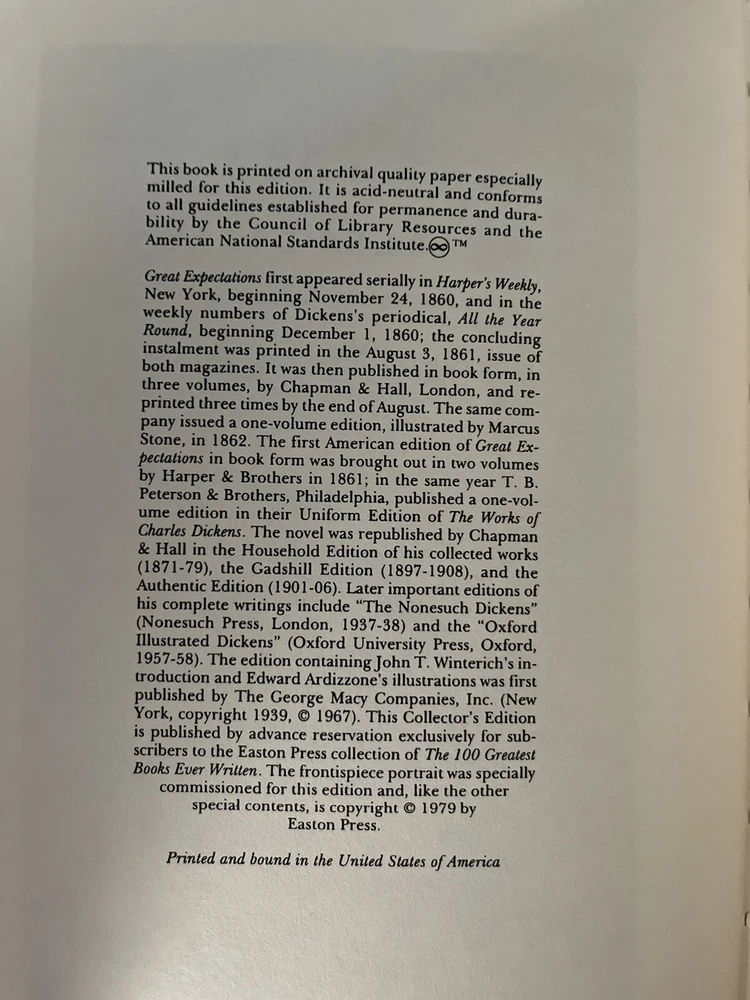 This book is printed on archival quality paper especially
milled for this edition. It is acid-neutral and conforms
to all guidelines established for permanence and dura-
bility by the Council of Library Resources and the
American National Standards Institute.♾™
Great Expectations first appeared serially in Harper's Weekly,
New York, beginning November 24, 1860, and in the
weekly numbers of Dickens's periodical, All the Year
Round, beginning December 1, 1860; the concluding
instalment was printed in the August 3, 1861, issue of
both magazines. It was then published in book form, in
three volumes, by Chapman & Hall, London, and re-
printed three times by the end of August. The same com-
pany issued a one-volume edition, illustrated by Marcus
Stone, in 1862. The first American edition of Great Ex-
pectations in book form was brought out in two volumes
by Harper & Brothers in 1861; in the same year T. B.
Peterson & Brothers, Philadelphia, published a one-vol-
ume edition in their Uniform Edition of The Works of
Charles Dickens. The novel was republished by Chapman
& Hall in the Household Edition of his collected works
(1871-79), the Gadshill Edition (1897-1908), and the
Authentic Edition (1901-06). Later important editions of
his complete writings include “The Nonesuch Dickens”
(Nonesuch Press, London, 1937-38) and the “Oxford
Illustrated Dickens” (Oxford University Press, Oxford,
1957-58). The edition containing John T. Winterich's in-
troduction and Edward Ardizzone's illustrations was first
published by The George Macy Companies, Inc. (New
York, copyright 1939, © 1967). This Collector's Edition
is published by advance reservation exclusively for sub-
scribers to the Easton Press collection of The 100 Greatest
Books Ever Written. The frontispiece portrait was specially
commissioned for this edition and, like the other
special contents, is copyright © 1979 by
Easton Press.
Printed and bound in the United States of America